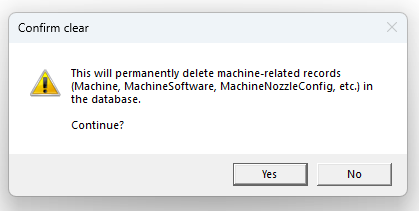 Confirm clear
This will permanently delete machine-related records
(Machine, MachineSoftware, MachineNozzleConfig, etc.) in
the database.
Continue?
Yes
No